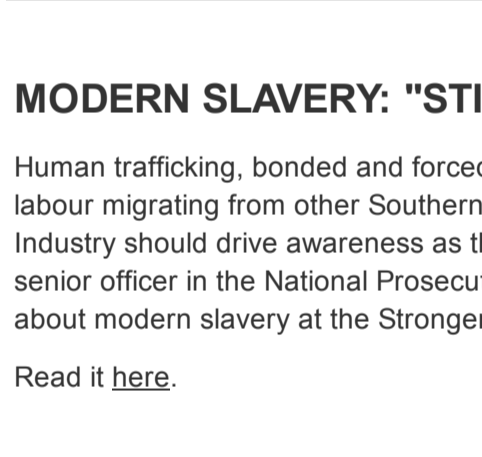 MODERN SLAVERY: "STI
Human trafficking, bonded and forced
labour migrating from other Southern
Industry should drive awareness as
senior officer in the National Prosecu
about modern slavery at the Stronger
Read it here.